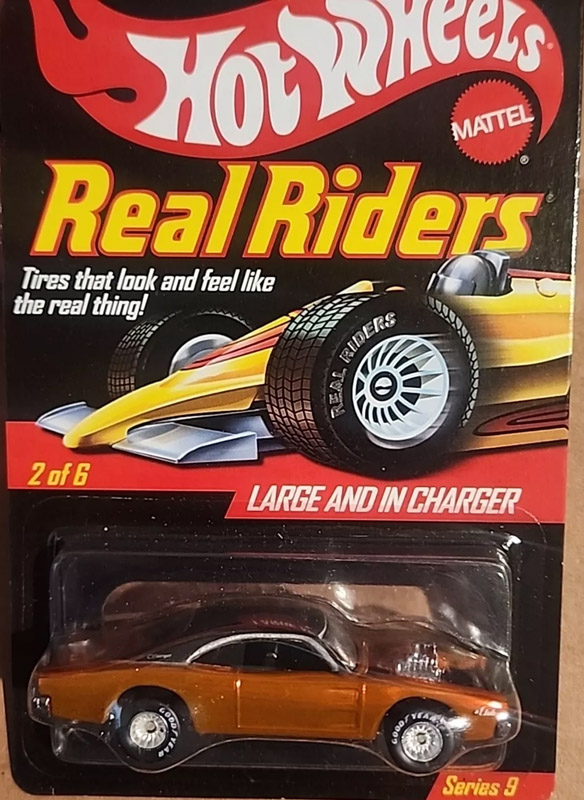 HOT WHEELS
MATTEL
®
Real Riders
Tires that look and feel like
the real thing!
REAL RIDERS
2 of 6
LARGE AND IN CHARGER
GOOD YEAR
GOOD YEAR
Series 9